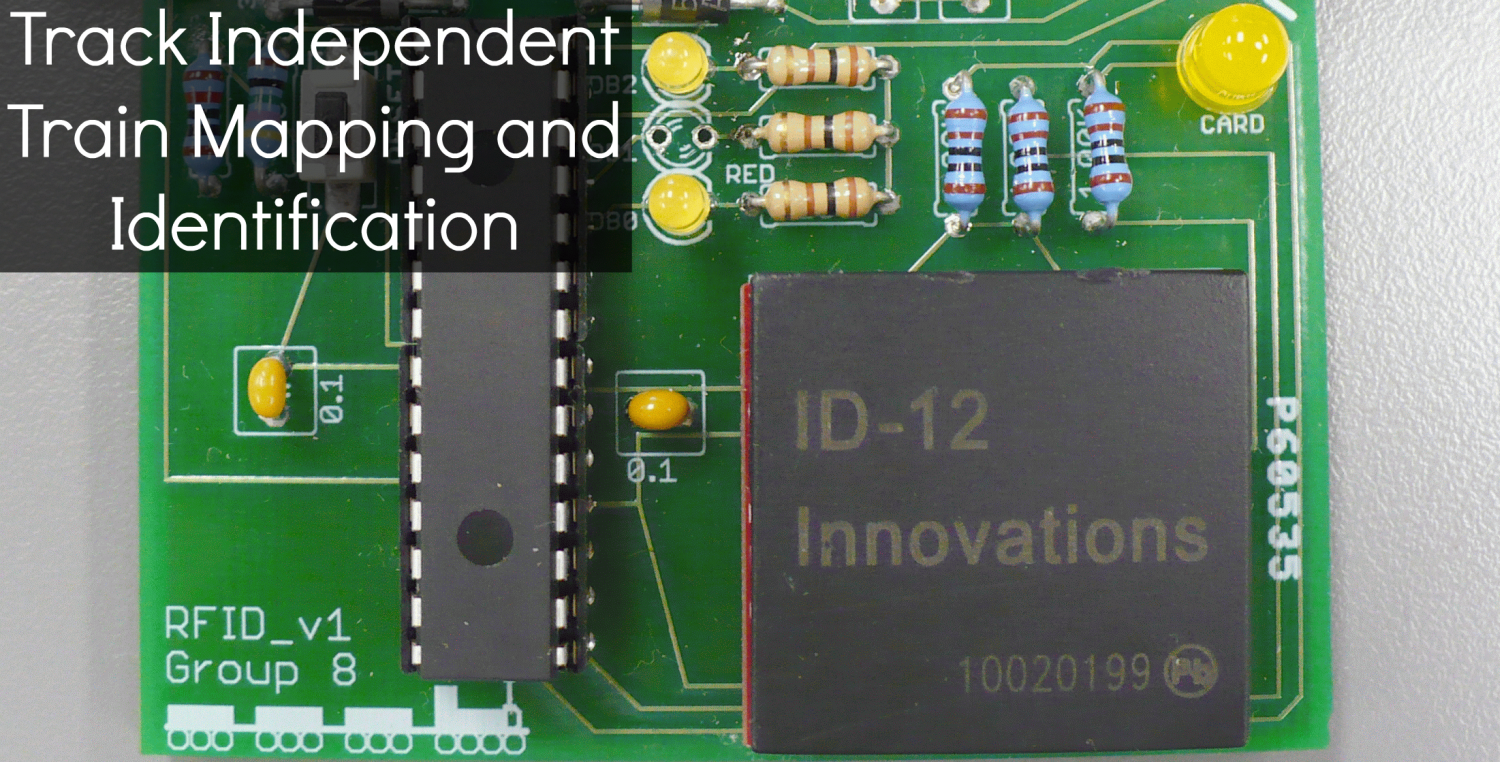 Track Independent
Train Mapping and
Identification
DB2
RED
DB0
CARD
0.1
0.1
ID-12
Innovations
10020199 Pb
P60535
RFID_v1
Group 8